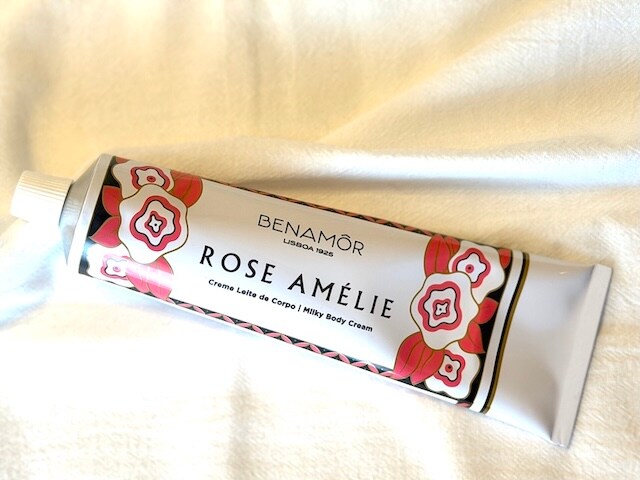 BENAMÔR
LISBOA 1925
ROSE AMÉLIE
Creme Leite de Corpo | Milky Body Cream